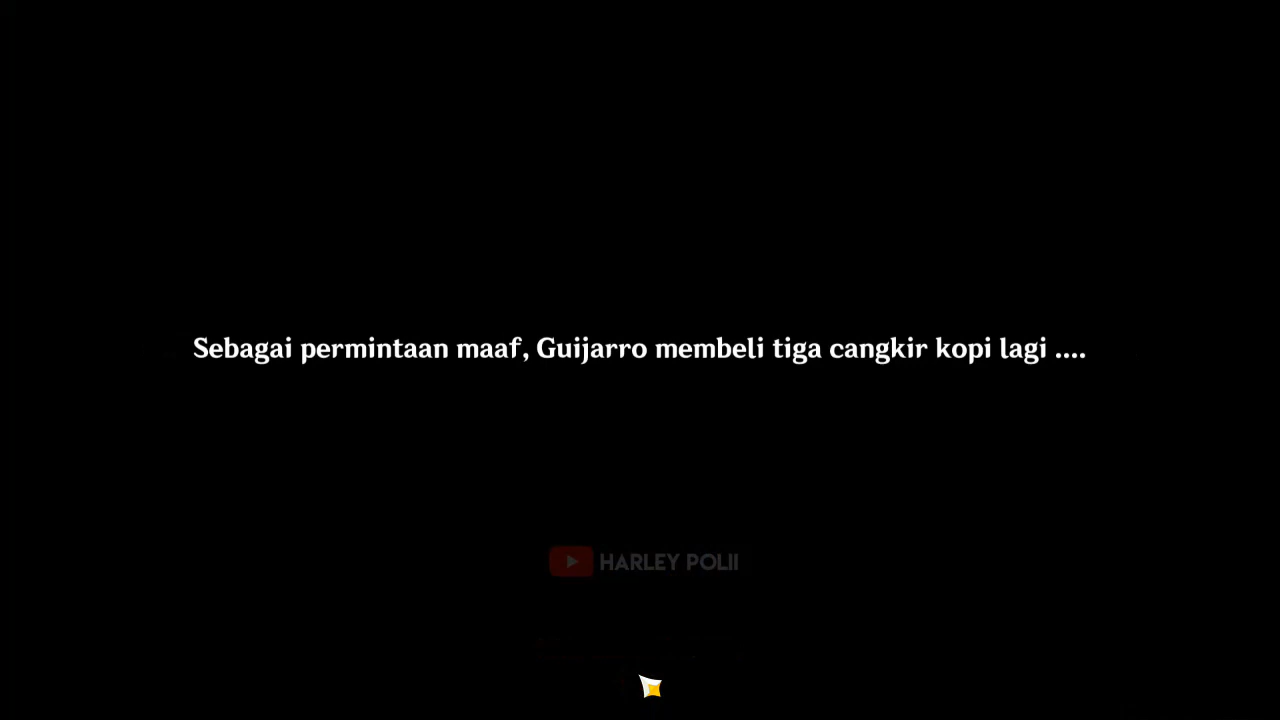 Sebagai permintaan maaf, Guijarro membeli tiga cangkir kopi lagi ....
HARLEY POLII